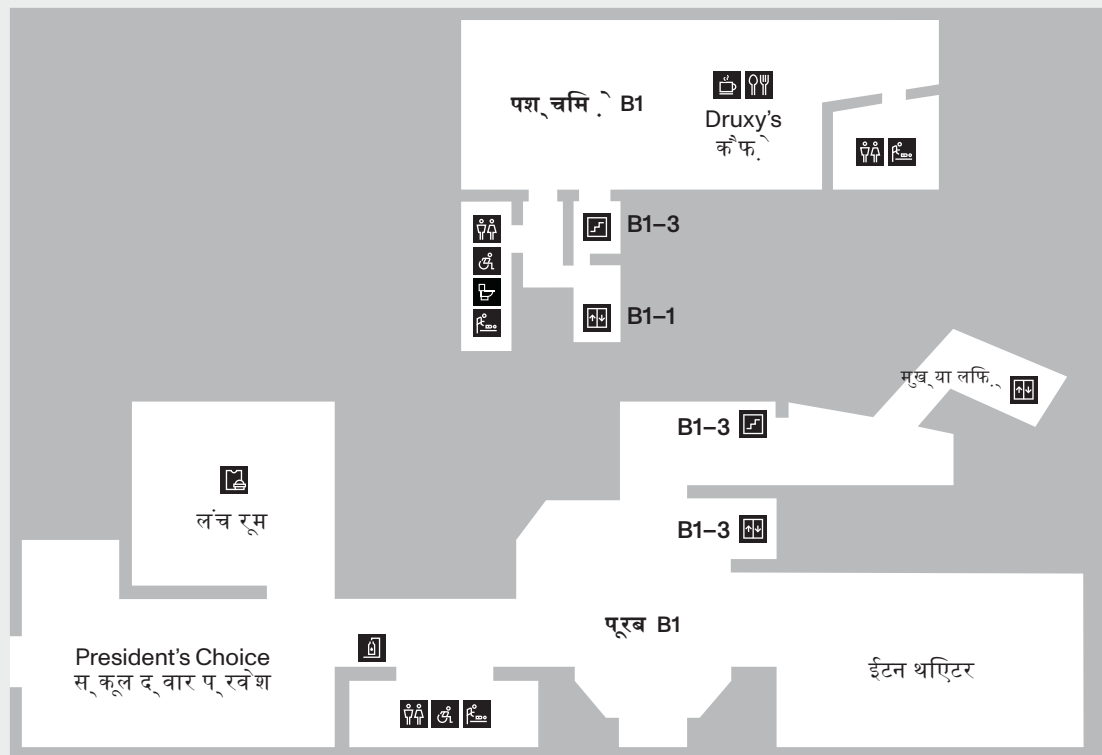 पश्चमि़े B1
Druxy's
कैफ़े
B1–3
B1–1
मुख्या लफ़ि्
B1–3
लंच रूम
B1–3
पूरब B1
President's Choice
स्कूल द्वार प्रवेश
ईटन थिएटर